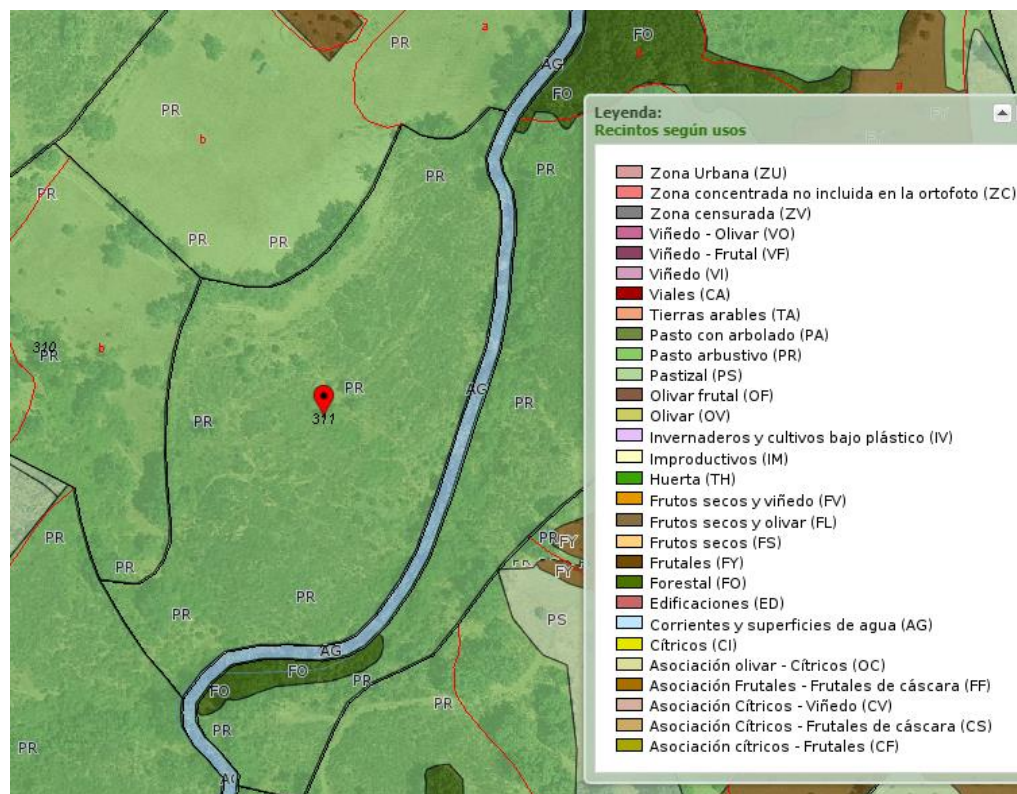 PR
a
FO
a
AG
FO
a
PR
b
PR
PR
PR
PR
PR
PR
310
PR
b
PR
311
AG
PR
PR
PR
FY
PR
FY
PR
PR
PR
PR
PS
AG
FO
FO
PR
PR
PR
PR
AG
Leyenda:
Recintos según usos
FY
FY
Zona Urbana (ZU)
Zona concentrada no incluida en la ortofoto (ZC)
Zona censurada (ZV)
Viñedo - Olivar (VO)
Viñedo - Frutal (VF)
Viñedo (VI)
Viales (CA)
Tierras arables (TA)
Pasto con arbolado (PA)
Pasto arbustivo (PR)
Pastizal (PS)
Olivar frutal (OF)
Olivar (OV)
Invernaderos y cultivos bajo plástico (IV)
Improductivos (IM)
Huerta (TH)
Frutos secos y viñedo (FV)
Frutos secos y olivar (FL)
Frutos secos (FS)
Frutales (FY)
Forestal (FO)
Edificaciones (ED)
Corrientes y superficies de agua (AG)
Cítricos (CI)
Asociación olivar - Cítricos (OC)
Asociación Frutales - Frutales de cáscara (FF)
Asociación Cítricos - Viñedo (CV)
Asociación Cítricos - Frutales de cáscara (CS)
Asociación cítricos - Frutales (CF)